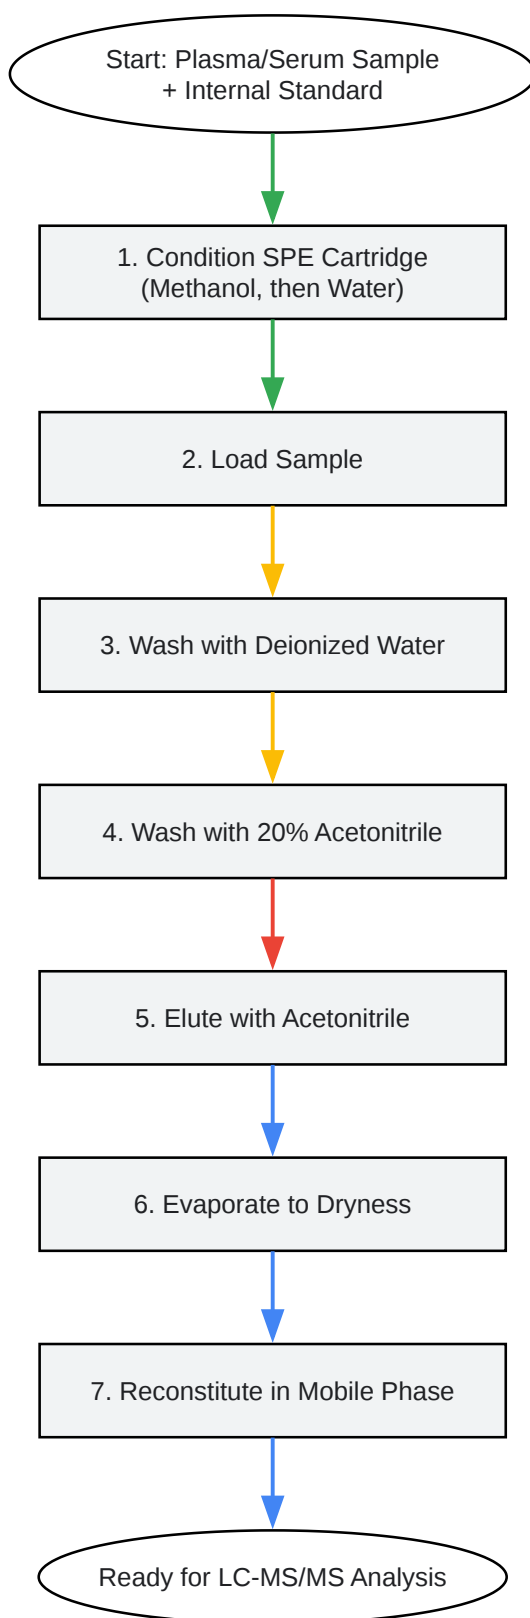 Start: Plasma/Serum Sample
+ Internal Standard
1. Condition SPE Cartridge
(Methanol, then Water)
2. Load Sample
3. Wash with Deionized Water
4. Wash with 20% Acetonitrile
5. Elute with Acetonitrile
6. Evaporate to Dryness
7. Reconstitute in Mobile Phase
Ready for LC-MS/MS Analysis